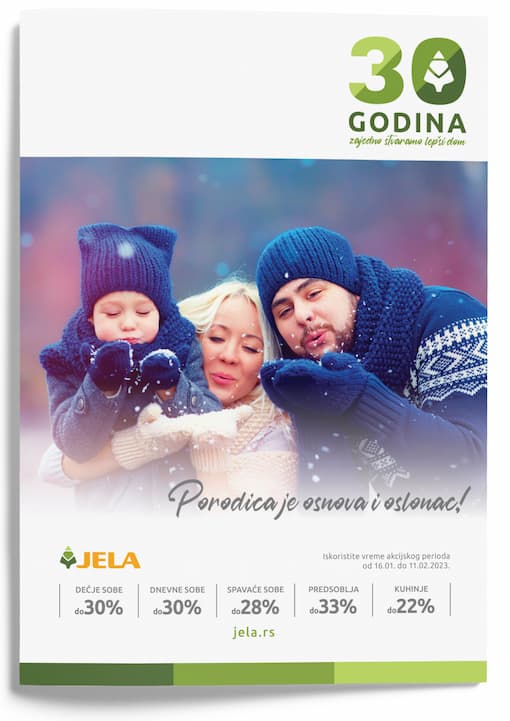 30
GODINA
zajedno stvaramo lepši dom
Porodica je osnova i oslonac!
JELA
Iskoristite vreme akcijskog perioda
od 16.01. do 11.02.2023.
DEČJE SOBE
do30%
DNEVNE SOBE
do30%
SPAVAĆE SOBE
do28%
PREDSOBLJA
do33%
KUHINJE
do22%
jela.rs